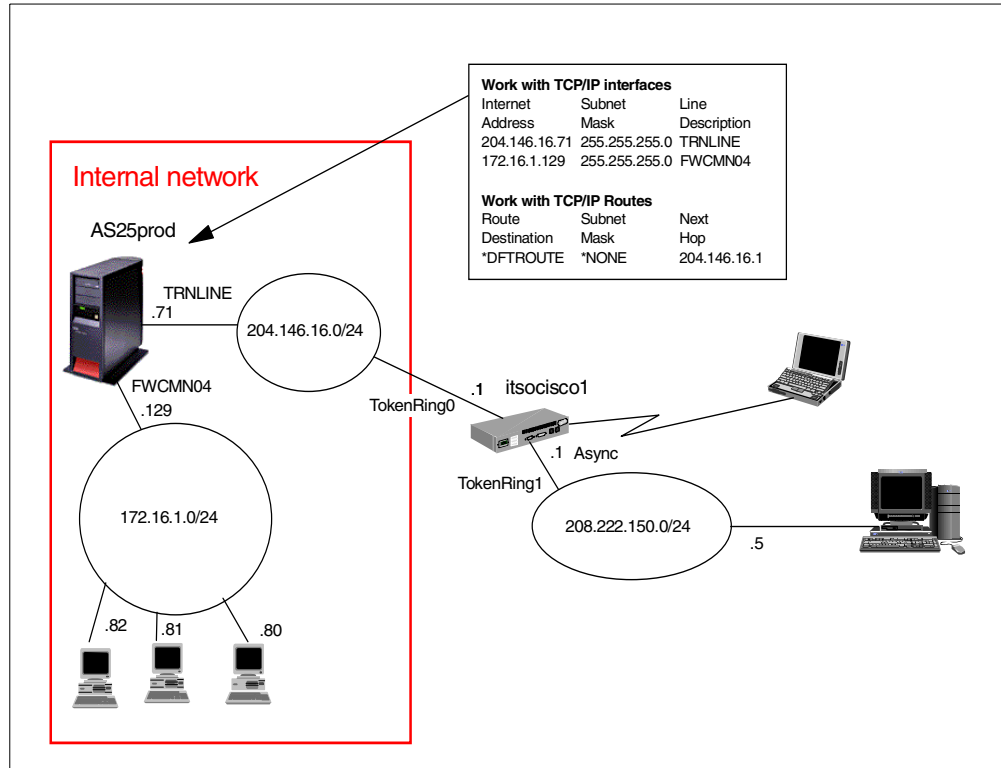 Work with TCP/IP interfaces
Internet Subnet Line
Address Mask Description
204.146.16.71 255.255.255.0 TRNLINE
172.16.1.129 255.255.255.0 FWCMN04
Work with TCP/IP Routes
Route Subnet Next
Destination Mask Hop
*DFTROUTE *NONE 204.146.16.1
Internal network
AS25prod
TRNLINE
.71
204.146.16.0/24
FWCMN04
.129
.1 itsocisco1
TokenRing0
.1 Async
TokenRing1
172.16.1.0/24
208.222.150.0/24
.5
.82 .81 .80